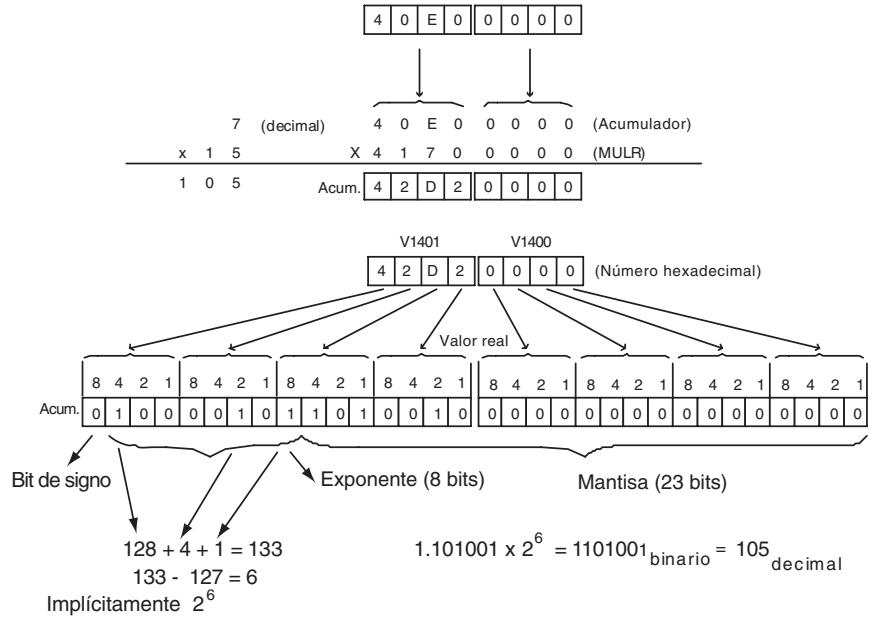 4 0 E 0 0 0 0 0
7 (decimal) 4 0 E 0 0 0 0 0 (Acumulador)
x 1 5 X 4 1 7 0 0 0 0 0 (MULR)
1 0 5 Acum. 4 2 D 2 0 0 0 0
V1401 V1400
4 2 D 2 0 0 0 0 (Número hexadecimal)
Valor real
8 4 2 1 8 4 2 1 8 4 2 1 8 4 2 1 8 4 2 1 8 4 2 1 8 4 2 1 8 4 2 1
Acum. 0 1 0 0 0 0 1 0 1 1 0 1 0 0 1 0 0 0 0 0 0 0 0 0 0 0 0 0 0 0 0 0
Bit de signo Exponente (8 bits) Mantisa (23 bits)
128 + 4 + 1 = 133 1.101001 x 2^6 = 1101001 binario = 105 decimal
133 - 127 = 6
Implícitamente 2^6